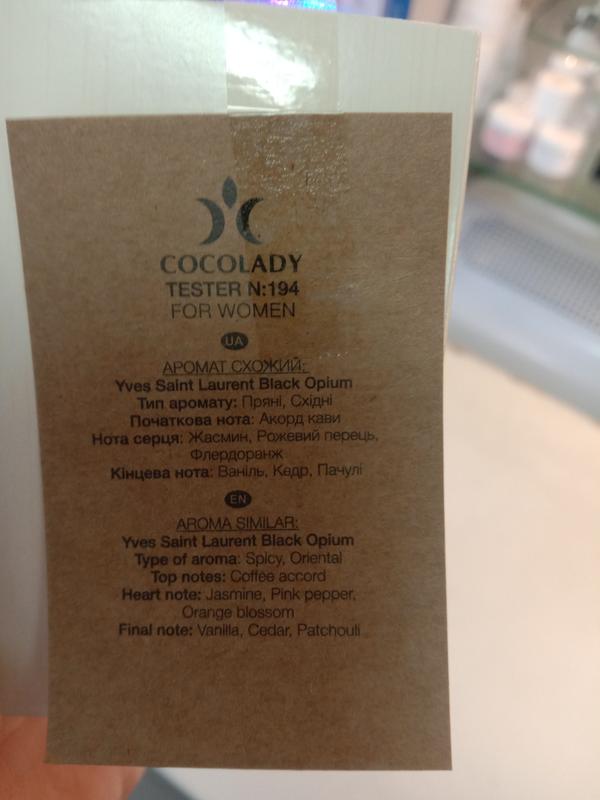 COCOLADY
TESTER N:194
FOR WOMEN
UA
АРОМАТ СХОЖИЙ:
Yves Saint Laurent Black Opium
Тип аромату: Пряні, Східні
Початкова нота: Акорд кави
Нота серця: Жасмин, Рожевий перець,
Флердоранж
Кінцева нота: Ваніль, Кедр, Пачулі
EN
AROMA SIMILAR:
Yves Saint Laurent Black Opium
Type of aroma: Spicy, Oriental
Top notes: Coffee accord
Heart note: Jasmine, Pink pepper,
Orange blossom
Final note: Vanilla, Cedar, Patchouli